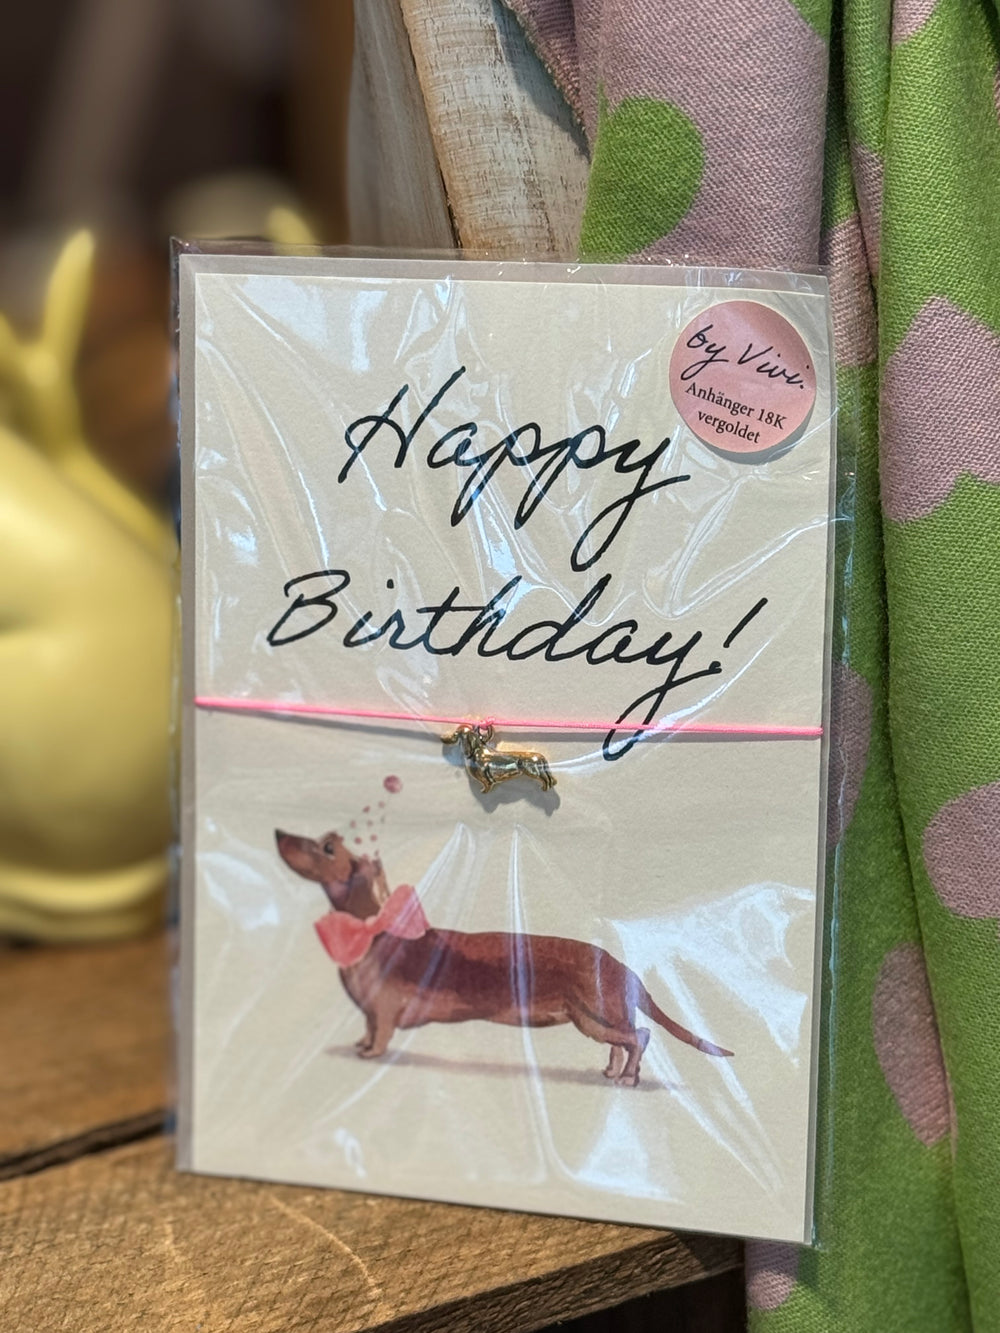 by Vivi.
Anhänger 18K
vergoldet
Happy
Birthday!